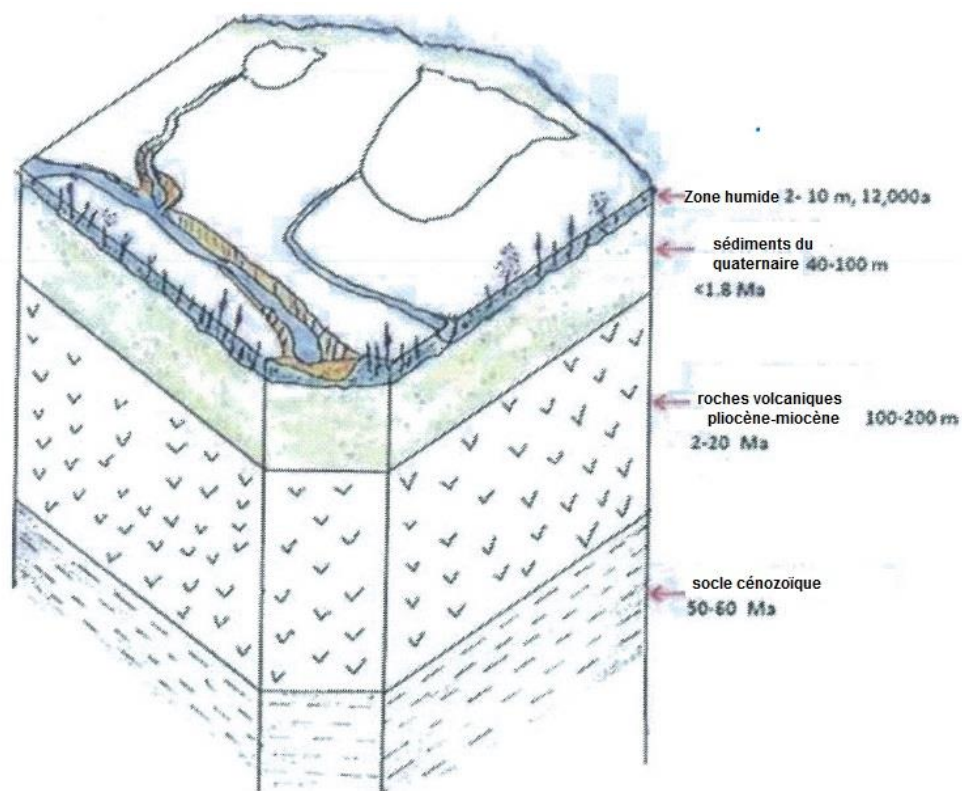 Zone humide 2- 10 m, 12,000a
sédiments du
quaternaire 40-100 m
<1.8 Ma
roches volcaniques
pliocène-miocène 100-200 m
2-20 Ma
socle cénozoïque
50-60 Ma